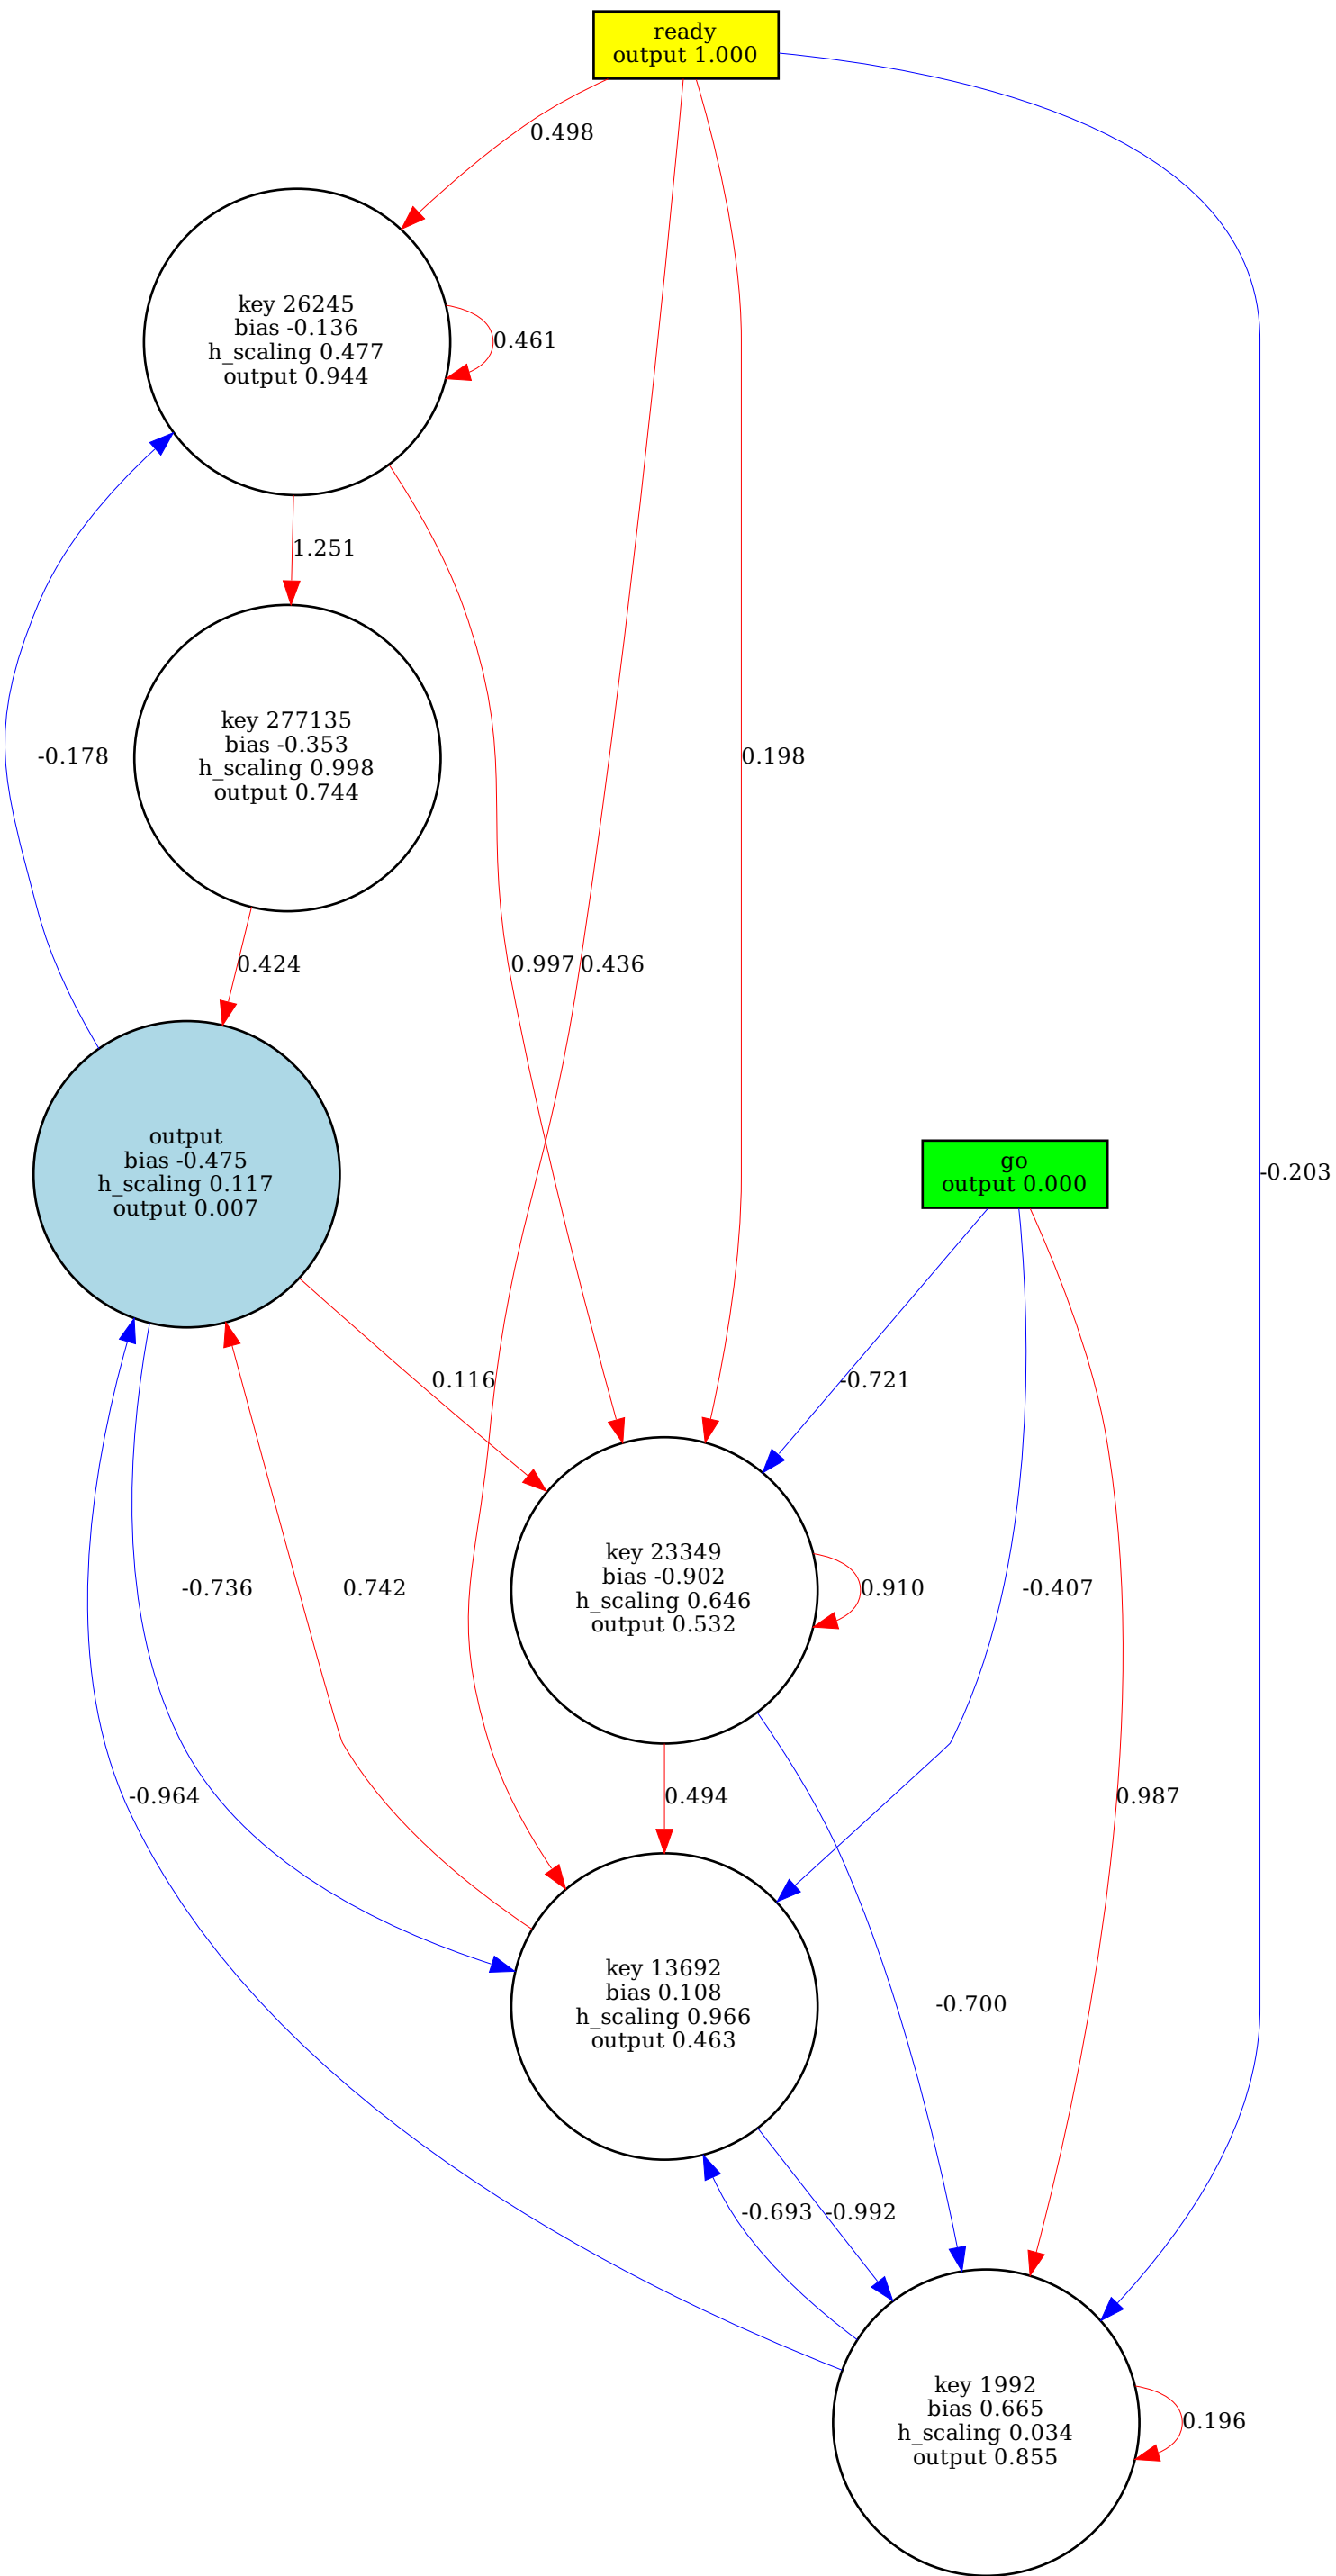 ready
output 1.000
0.498
key 26245
bias -0.136
h_scaling 0.477
output 0.944
0.461
1.251
key 277135
bias -0.353
h_scaling 0.998
output 0.744
-0.178
0.198
0.424
0.997
0.436
output
bias -0.475
h_scaling 0.117
output 0.007
go
output 0.000
-0.203
0.116
-0.721
key 23349
bias -0.902
h_scaling 0.646
output 0.532
0.910
-0.736
0.742
-0.407
-0.964
0.494
0.987
key 13692
bias 0.108
h_scaling 0.966
output 0.463
-0.700
-0.693
-0.992
key 1992
bias 0.665
h_scaling 0.034
output 0.855
0.196